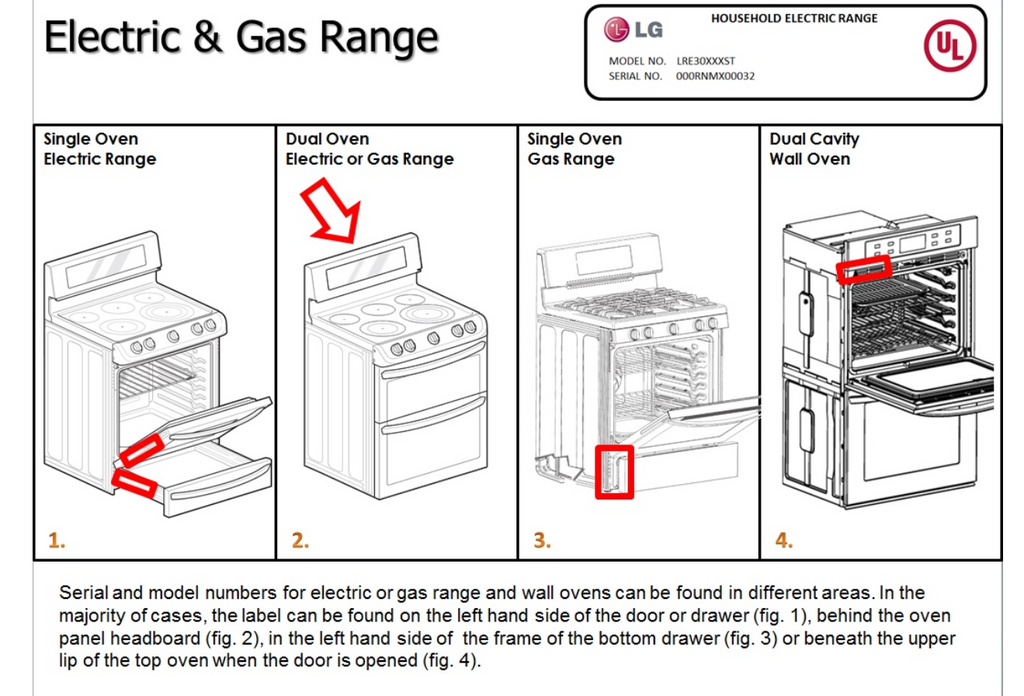 Electric & Gas Range
LG
HOUSEHOLD ELECTRIC RANGE
UL
MODEL NO. LRE30XXXST
SERIAL NO. 000RNMX00032
Single Oven
Electric Range
Dual Oven
Electric or Gas Range
Single Oven
Gas Range
Dual Cavity
Wall Oven
1.
2.
3.
4.
Serial and model numbers for electric or gas range and wall ovens can be found in different areas. In the
majority of cases, the label can be found on the left hand side of the door or drawer (fig. 1), behind the oven
panel headboard (fig. 2), in the left hand side of the frame of the bottom drawer (fig. 3) or beneath the upper
lip of the top oven when the door is opened (fig. 4).